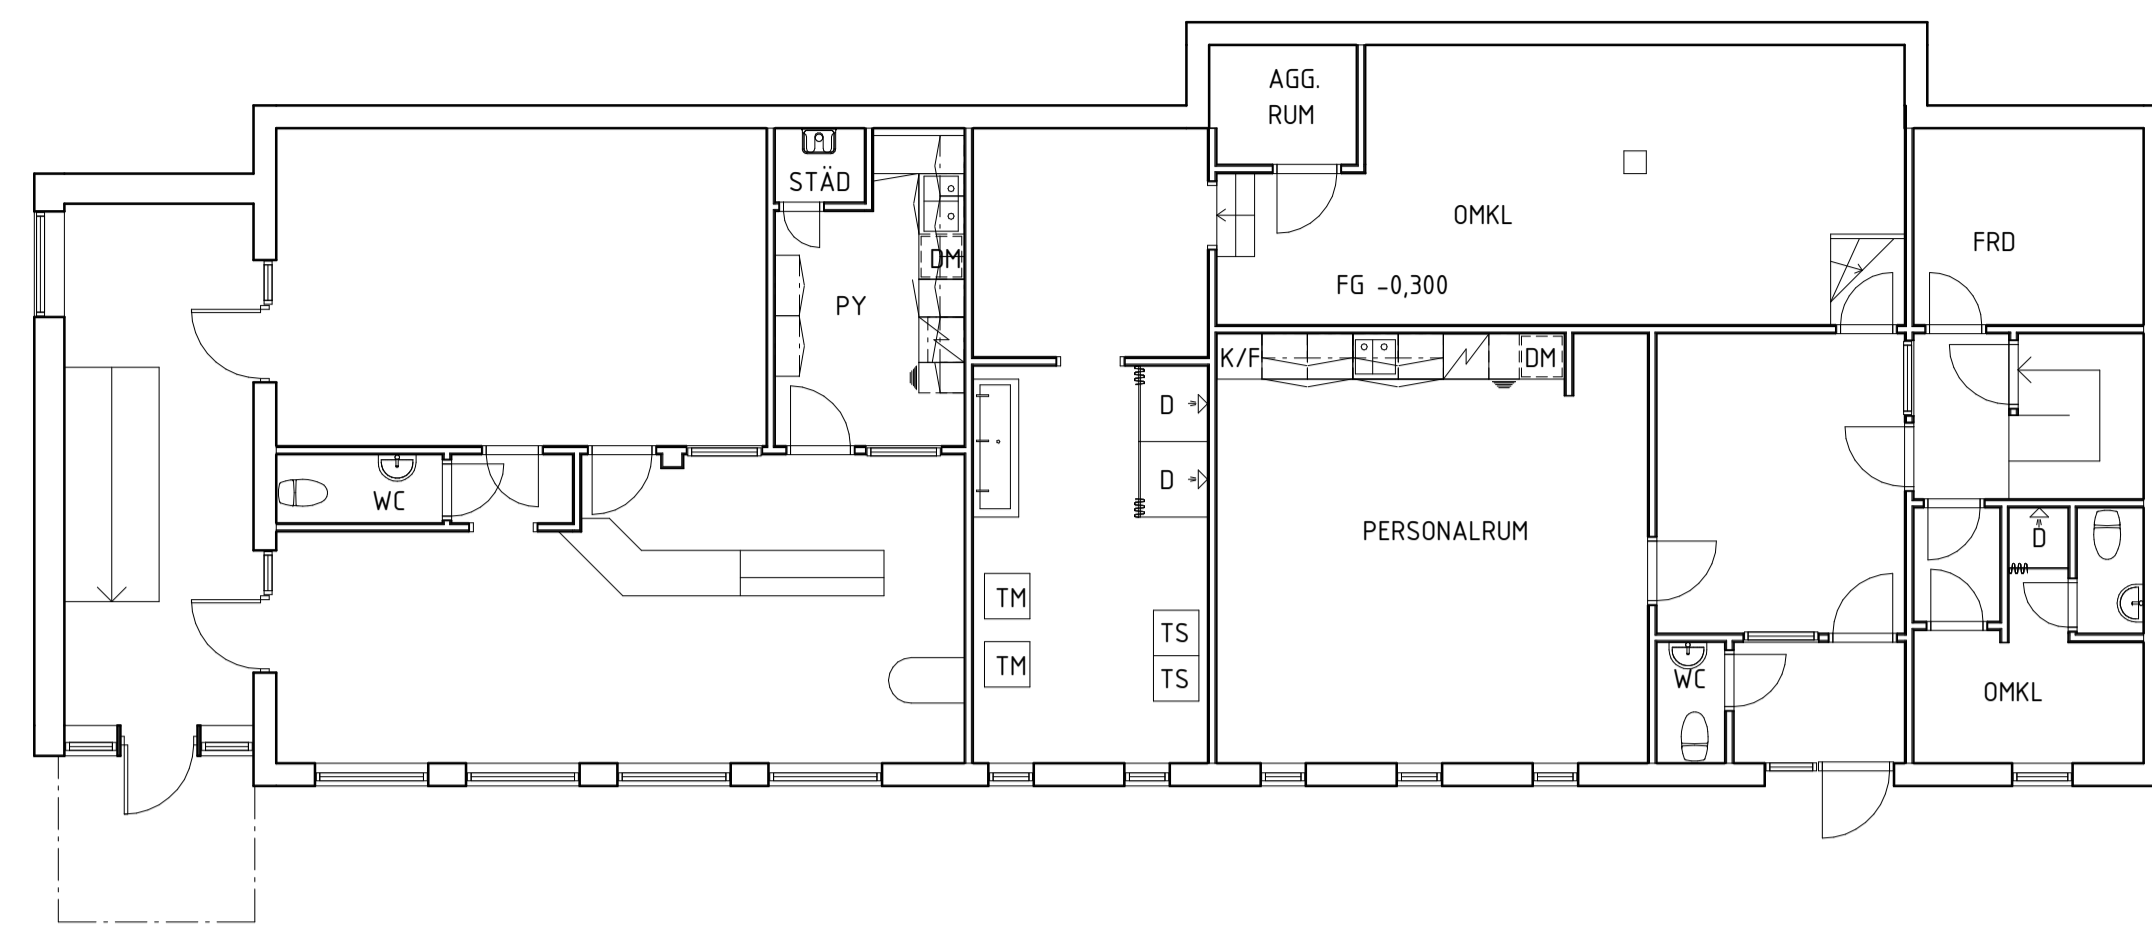 AGG.
RUM
STÄD
OMKL
FRD
DM
FG -0,300
PY
K/F
DM
D
D
WC
PERSONALRUM
D
TM
TS
TM
TS
WC
OMKL